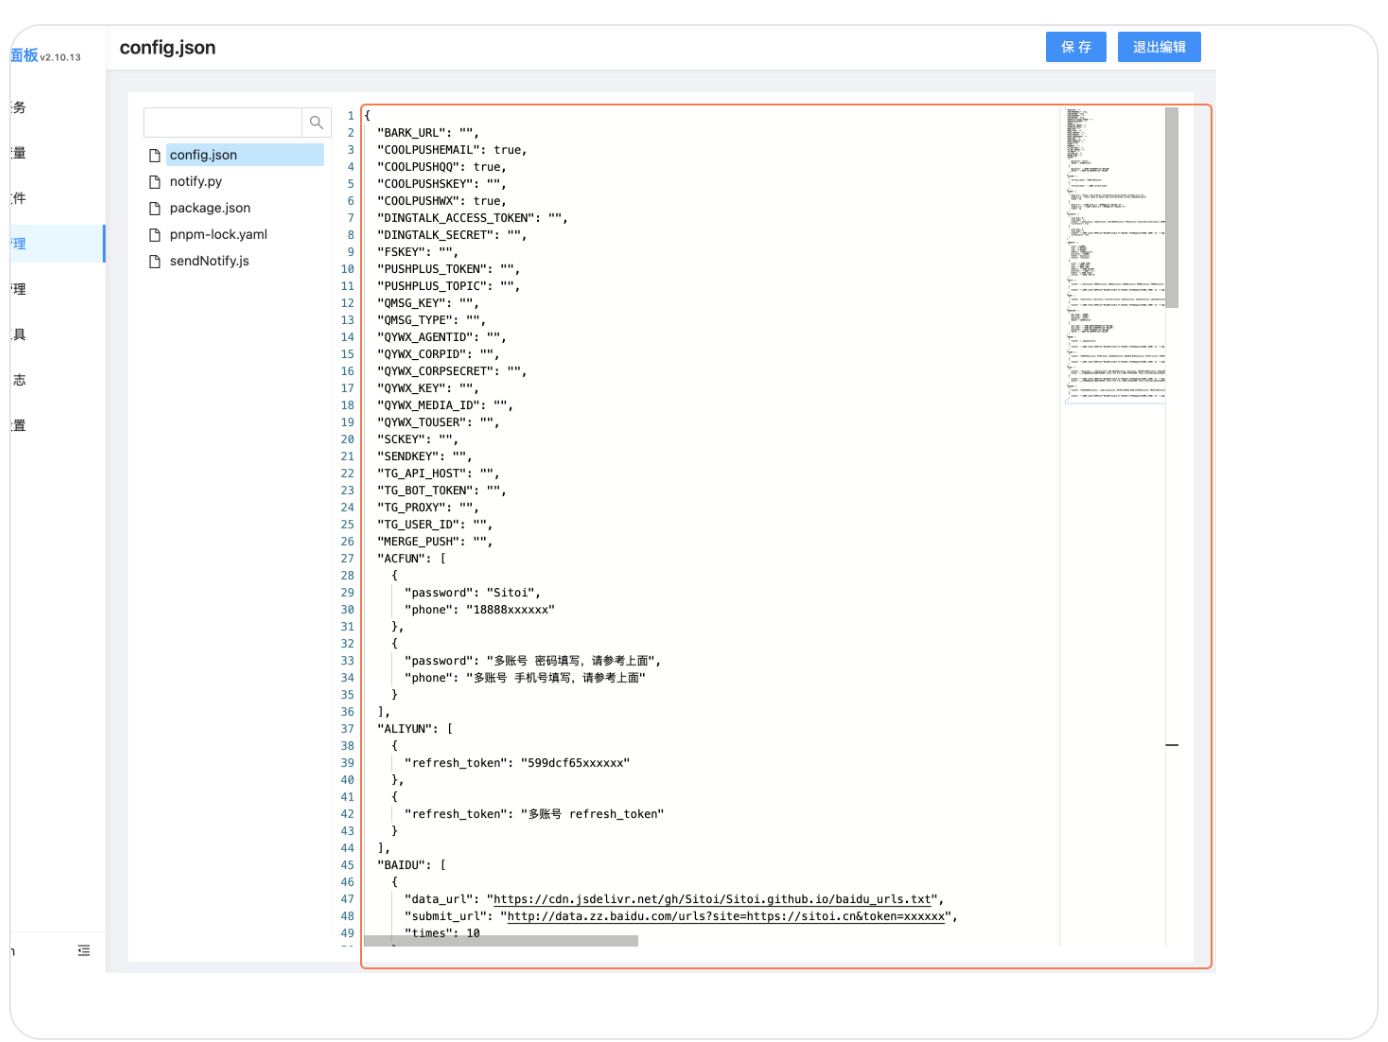 面板 v2.10.13
config.json
保 存
退出编辑
务
量
件
理
理
具
志
置
config.json
notify.py
package.json
pnpm-lock.yaml
sendNotify.js
1 {
2 "BARK_URL": "",
3 "COOLPUSHEMAIL": true,
4 "COOLPUSHQQ": true,
5 "COOLPUSHSKEY": "",
6 "COOLPUSHWX": true,
7 "DINGTALK_ACCESS_TOKEN": "",
8 "DINGTALK_SECRET": "",
9 "FSKEY": "",
10 "PUSHPLUS_TOKEN": "",
11 "PUSHPLUS_TOPIC": "",
12 "QMSG_KEY": "",
13 "QMSG_TYPE": "",
14 "QYWX_AGENTID": "",
15 "QYWX_CORPID": "",
16 "QYWX_CORPSECRET": "",
17 "QYWX_KEY": "",
18 "QYWX_MEDIA_ID": "",
19 "QYWX_TOUSER": "",
20 "SCKEY": "",
21 "SENDKEY": "",
22 "TG_API_HOST": "",
23 "TG_BOT_TOKEN": "",
24 "TG_PROXY": "",
25 "TG_USER_ID": "",
26 "MERGE_PUSH": "",
27 "ACFUN": [
28 {
29 "password": "Sitoi",
30 "phone": "18888xxxxxx"
31 },
32 {
33 "password": "多账号 密码填写，请参考上面",
34 "phone": "多账号 手机号填写，请参考上面"
35 }
36 ],
37 "ALIYUN": [
38 {
39 "refresh_token": "599dcf65xxxxxx"
40 },
41 {
42 "refresh_token": "多账号 refresh_token"
43 }
44 ],
45 "BAIDU": [
46 {
47 "data_url": "https://cdn.jsdelivr.net/gh/Sitoi/Sitoi.github.io/baidu_urls.txt",
48 "submit_url": "http://data.zz.baidu.com/urls?site=https://sitoi.cn&token=xxxxxx",
49 "times": 10